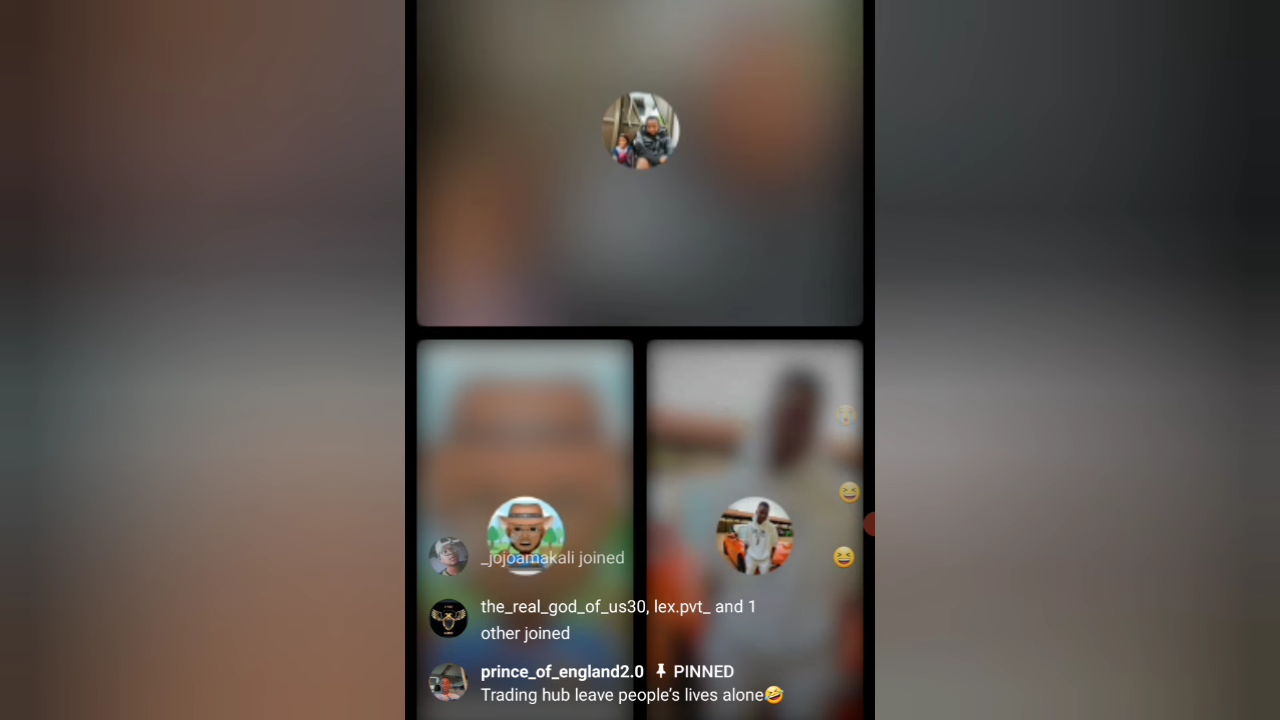 _jojoamakali joined
the_real_god_of_us30, lex.pvt_ and 1
other joined
prince_of_england2.0 PINNED
Trading hub leave people’s lives alone🤣